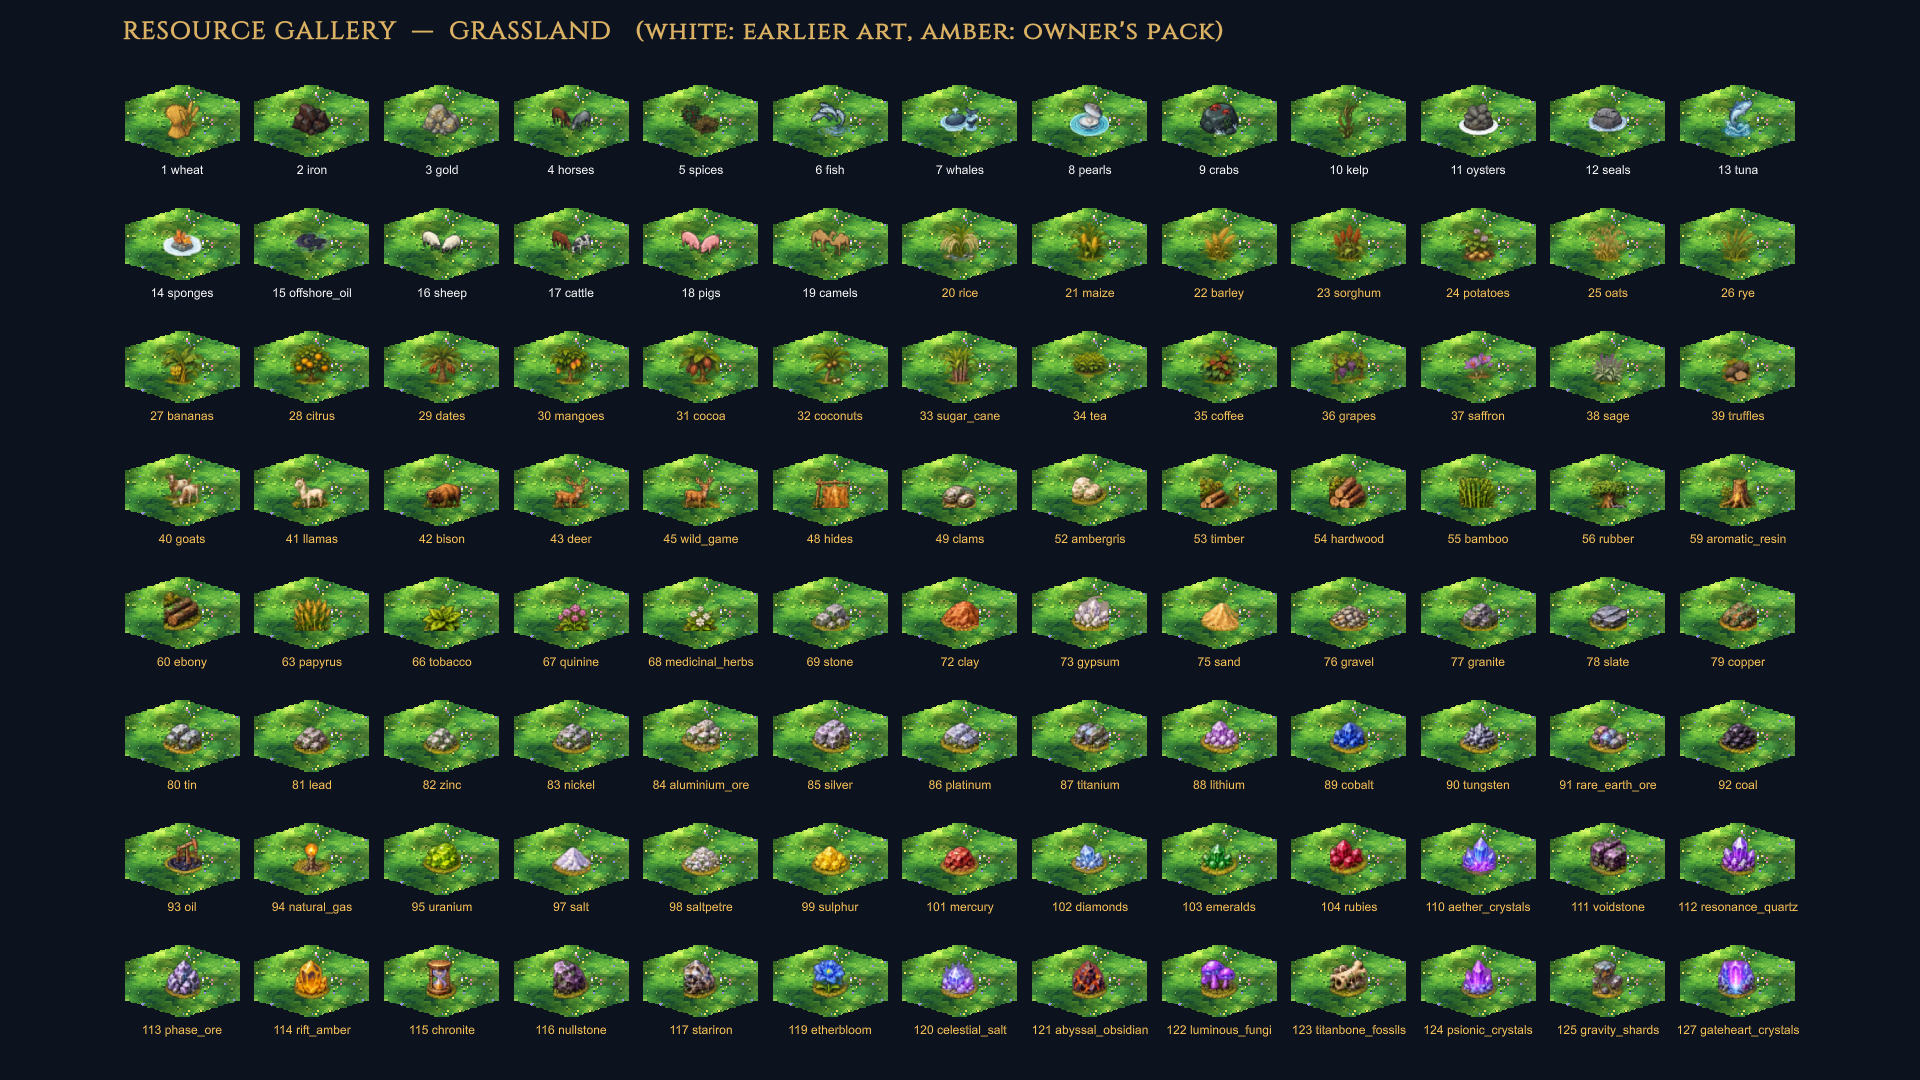 RESOURCE GALLERY — GRASSLAND (WHITE: EARLIER ART, AMBER: OWNER'S PACK)
1 wheat 2 iron 3 gold 4 horses 5 spices 6 fish 7 whales 8 pearls 9 crabs 10 kelp 11 oysters 12 seals 13 tuna
14 sponges 15 offshore_oil 16 sheep 17 cattle 18 pigs 19 camels 20 rice 21 maize 22 barley 23 sorghum 24 potatoes 25 oats 26 rye
27 bananas 28 citrus 29 dates 30 mangoes 31 cocoa 32 coconuts 33 sugar_cane 34 tea 35 coffee 36 grapes 37 saffron 38 sage 39 truffles
40 goats 41 llamas 42 bison 43 deer 45 wild_game 48 hides 49 clams 52 ambergris 53 timber 54 hardwood 55 bamboo 56 rubber 59 aromatic_resin
60 ebony 63 papyrus 66 tobacco 67 quinine 68 medicinal_herbs 69 stone 72 clay 73 gypsum 75 sand 76 gravel 77 granite 78 slate 79 copper
80 tin 81 lead 82 zinc 83 nickel 84 aluminium_ore 85 silver 86 platinum 87 titanium 88 lithium 89 cobalt 90 tungsten 91 rare_earth_ore 92 coal
93 oil 94 natural_gas 95 uranium 97 salt 98 saltpetre 99 sulphur 101 mercury 102 diamonds 103 emeralds 104 rubies 110 aether_crystals 111 voidstone 112 resonance_quartz
113 phase_ore 114 rift_amber 115 chronite 116 nullstone 117 stariron 119 etherbloom 120 celestial_salt 121 abyssal_obsidian 122 luminous_fungi 123 titanbone_fossils 124 psionic_crystals 125 gravity_shards 127 gateheart_crystals